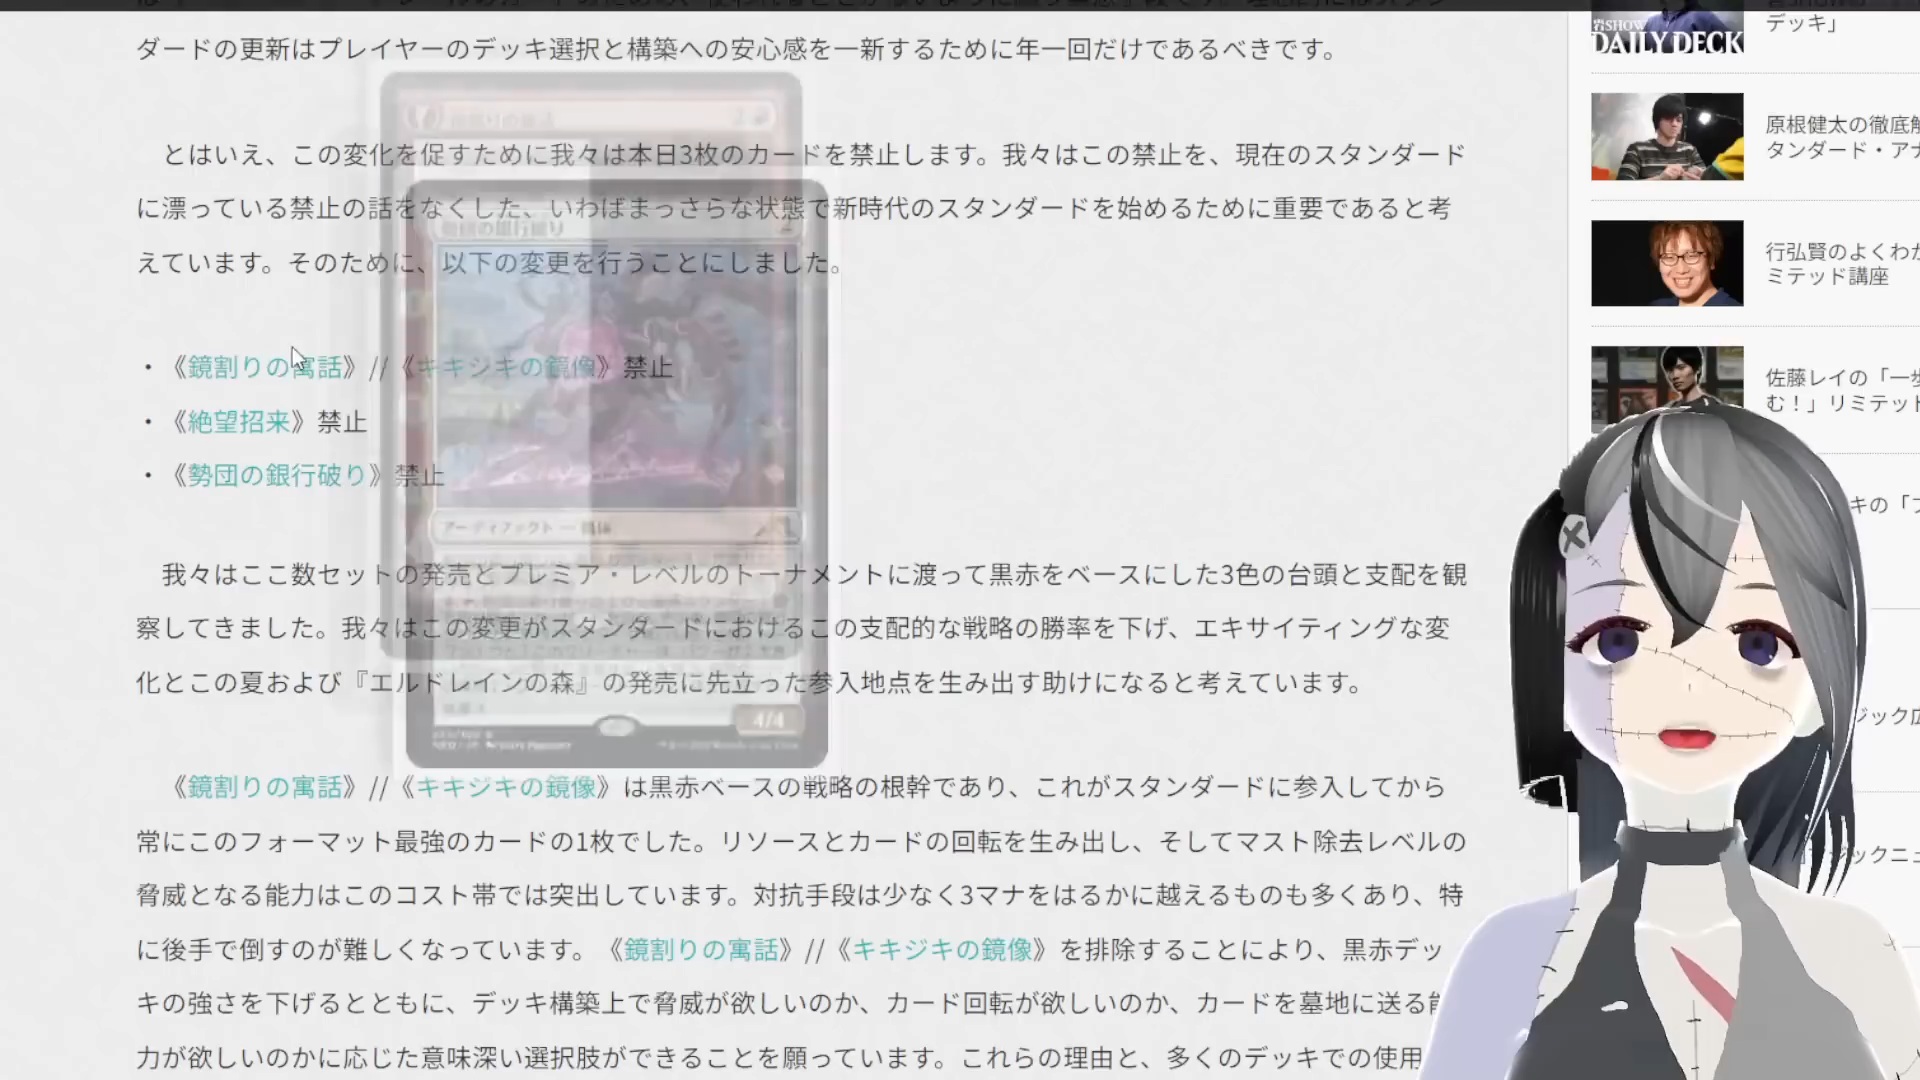 ダードの更新はプレイヤーのデッキ選択と構築への安心感を一新するために年一回だけであるべきです。
とはいえ、この変化を促すために我々は本日3枚のカードを禁止します。我々はこの禁止を、現在のスタンダード
に漂っている禁止の話をなくした、いわばまっさらな状態で新時代のスタンダードを始めるために重要であると考
えています。そのために、以下の変更を行うことにしました。
・《鏡割りの寓話》//《キキジキの鏡像》禁止
・《絶望招来》禁止
・《勢団の銀行破り》禁止
我々はここ数セットの発売とプレミア・レベルのトーナメントに渡って黒赤をベースにした3色の台頭と支配を観
察してきました。我々はこの変更がスタンダードにおけるこの支配的な戦略の勝率を下げ、エキサイティングな変
化とこの夏および『エルドレインの森』の発売に先立った参入地点を生み出す助けになると考えています。
《鏡割りの寓話》//《キキジキの鏡像》は黒赤ベースの戦略の根幹であり、これがスタンダードに参入してから
常にこのフォーマット最強のカードの1枚でした。リソースとカードの回転を生み出し、そしてマスト除去レベルの
脅威となる能力はこのコスト帯では突出しています。対抗手段は少なく3マナをはるかに越えるものも多くあり、特
に後手で倒すのが難しくなっています。《鏡割りの寓話》//《キキジキの鏡像》を排除することにより、黒赤デッ
キの強さを下げるとともに、デッキ構築上で脅威が欲しいのか、カード回転が欲しいのか、カードを墓地に送る
力が欲しいのかに応じた意味深い選択肢ができることを願っています。これらの理由と、多くのデッキでの使用
勢団の銀行破り
アーティファクト
4/4
岩SHOW
DAILY DECK
デッキ」
原根健太の徹底解
タンダード・アナ
行弘賢のよくわか
ミテッド講座
佐藤レイの「一歩
む!」リミテット
キの「フ
ジック広
ジックニュ